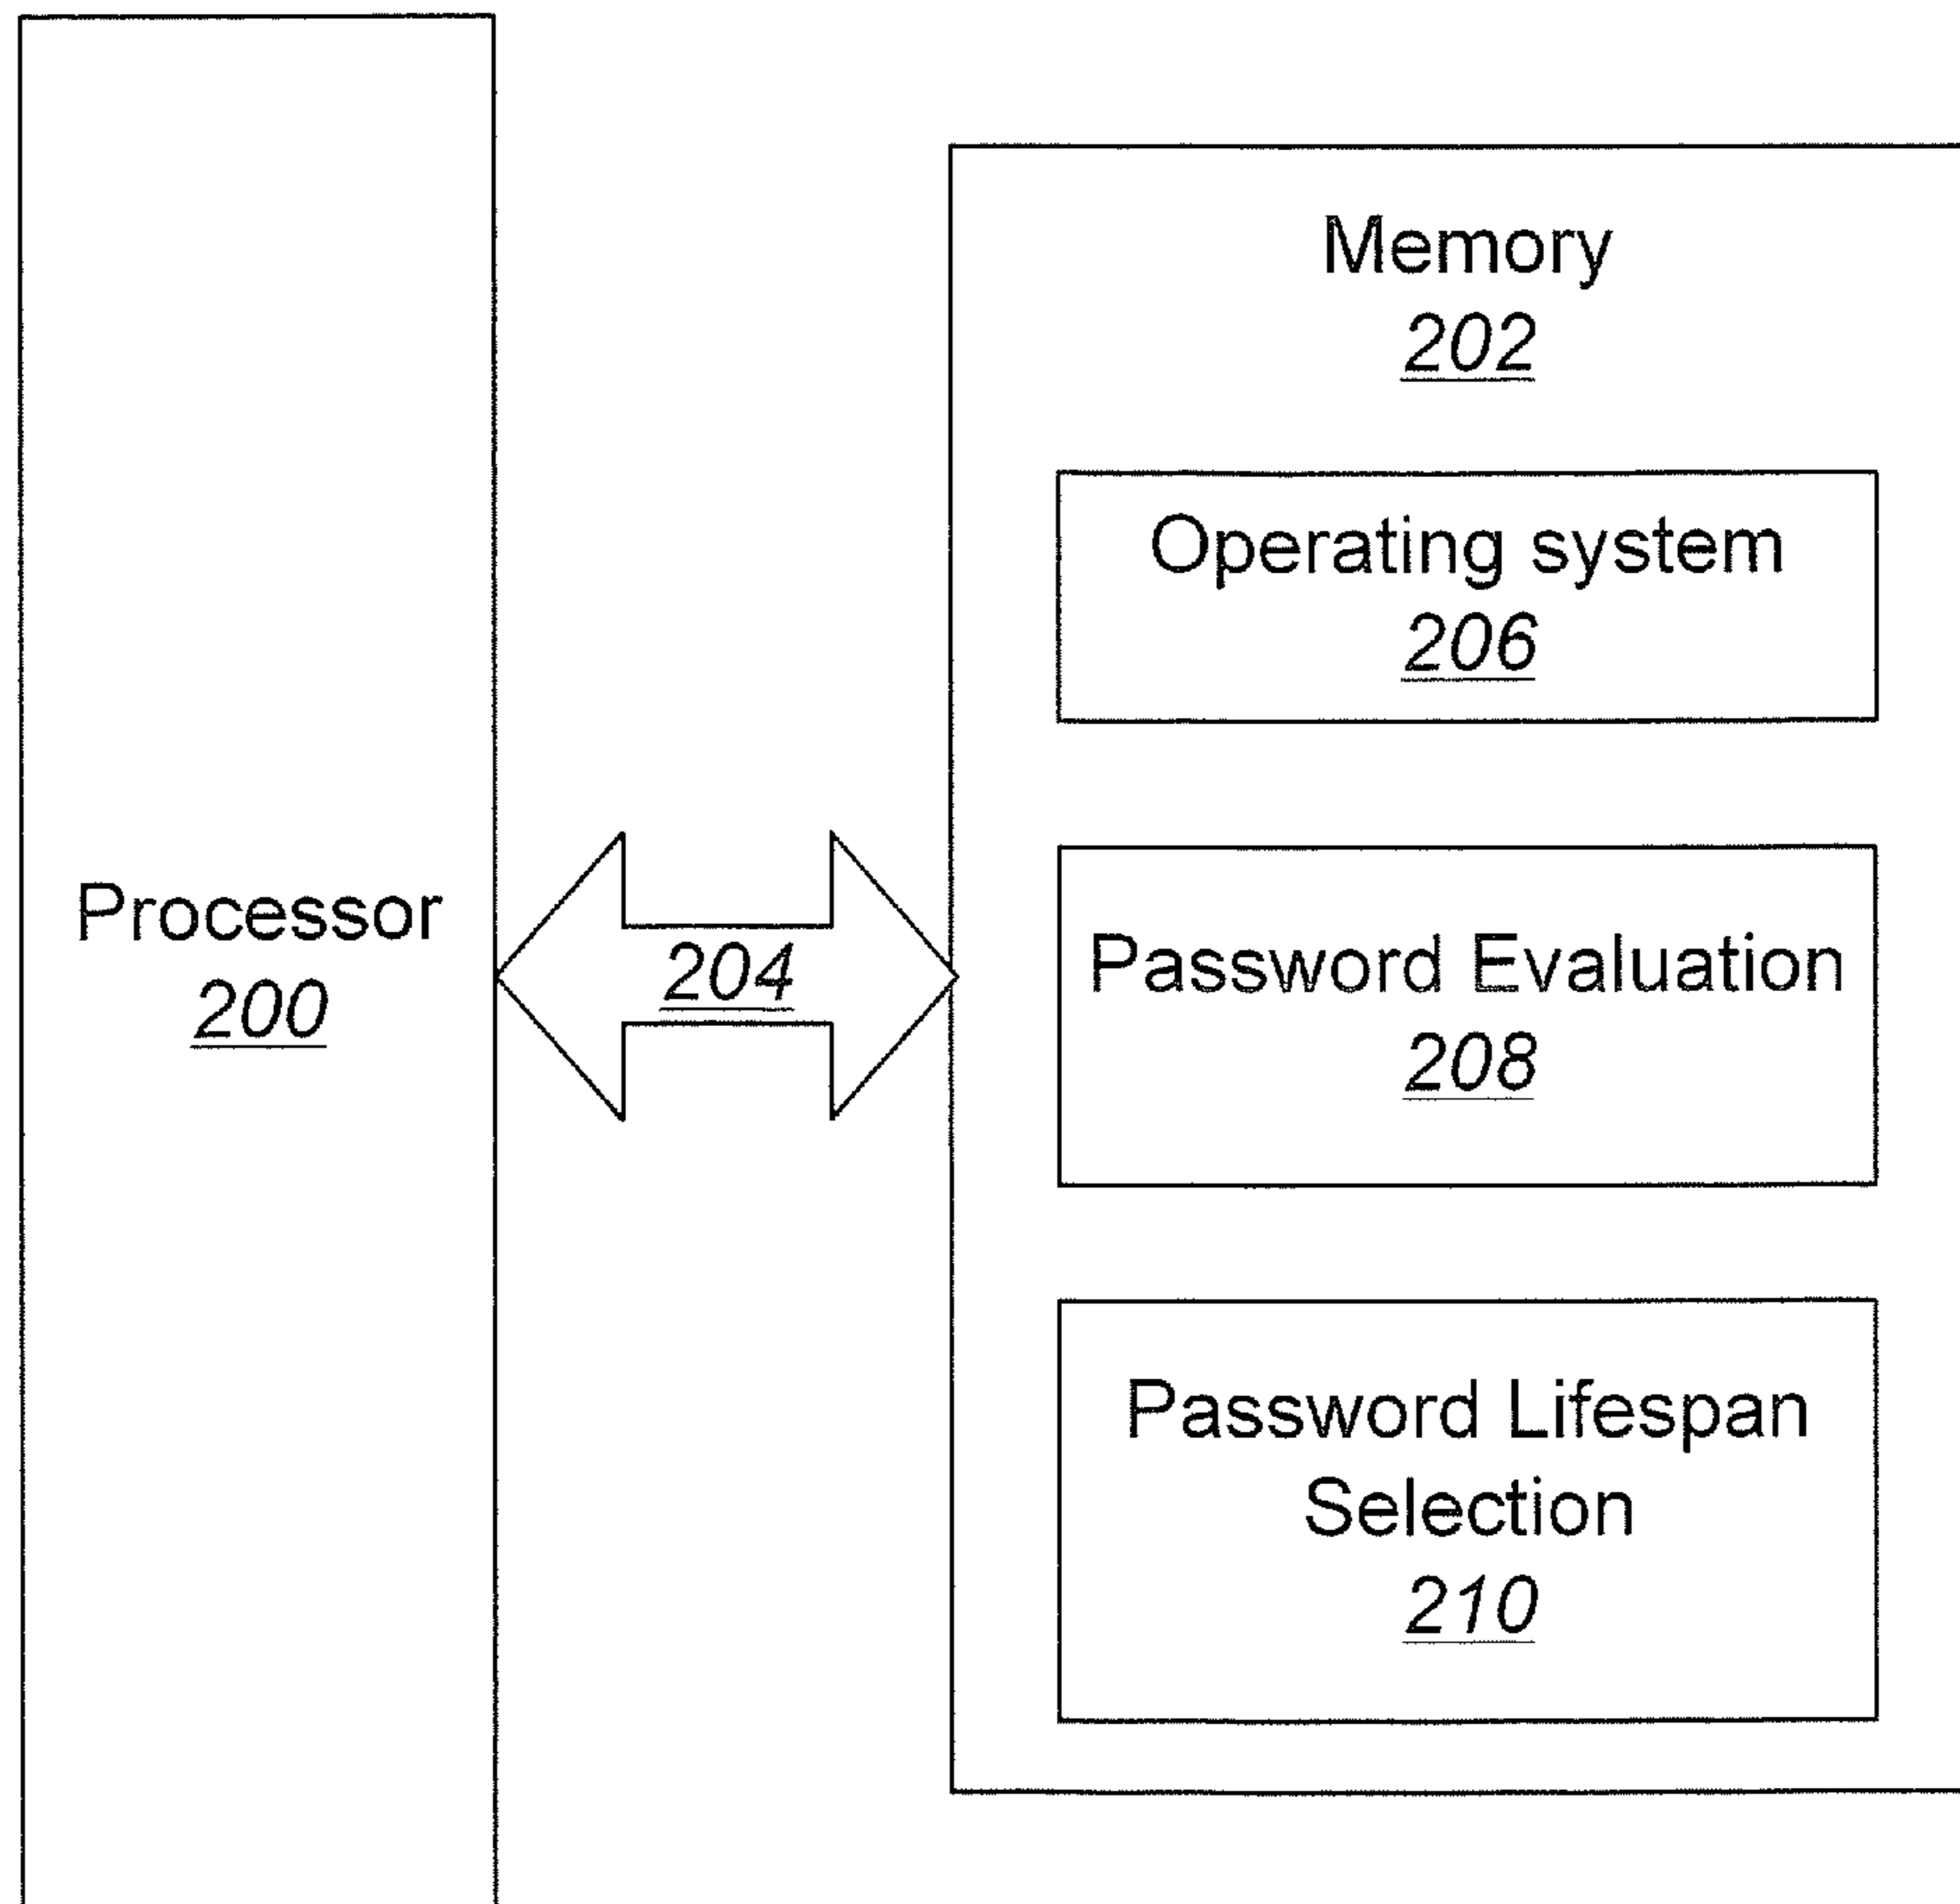 Processor
200
204
Memory
202
Operating system
206
Password Evaluation
208
Password Lifespan
Selection
210